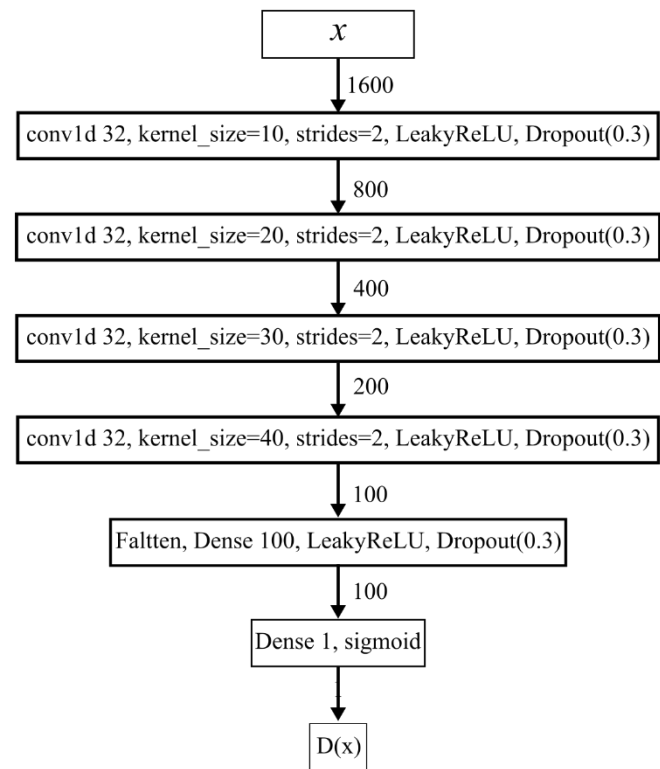 x
1600
conv1d 32, kernel_size=10, strides=2, LeakyReLU, Dropout(0.3)
800
conv1d 32, kernel_size=20, strides=2, LeakyReLU, Dropout(0.3)
400
conv1d 32, kernel_size=30, strides=2, LeakyReLU, Dropout(0.3)
200
conv1d 32, kernel_size=40, strides=2, LeakyReLU, Dropout(0.3)
100
Faltten, Dense 100, LeakyReLU, Dropout(0.3)
100
Dense 1, sigmoid
1
D(x)